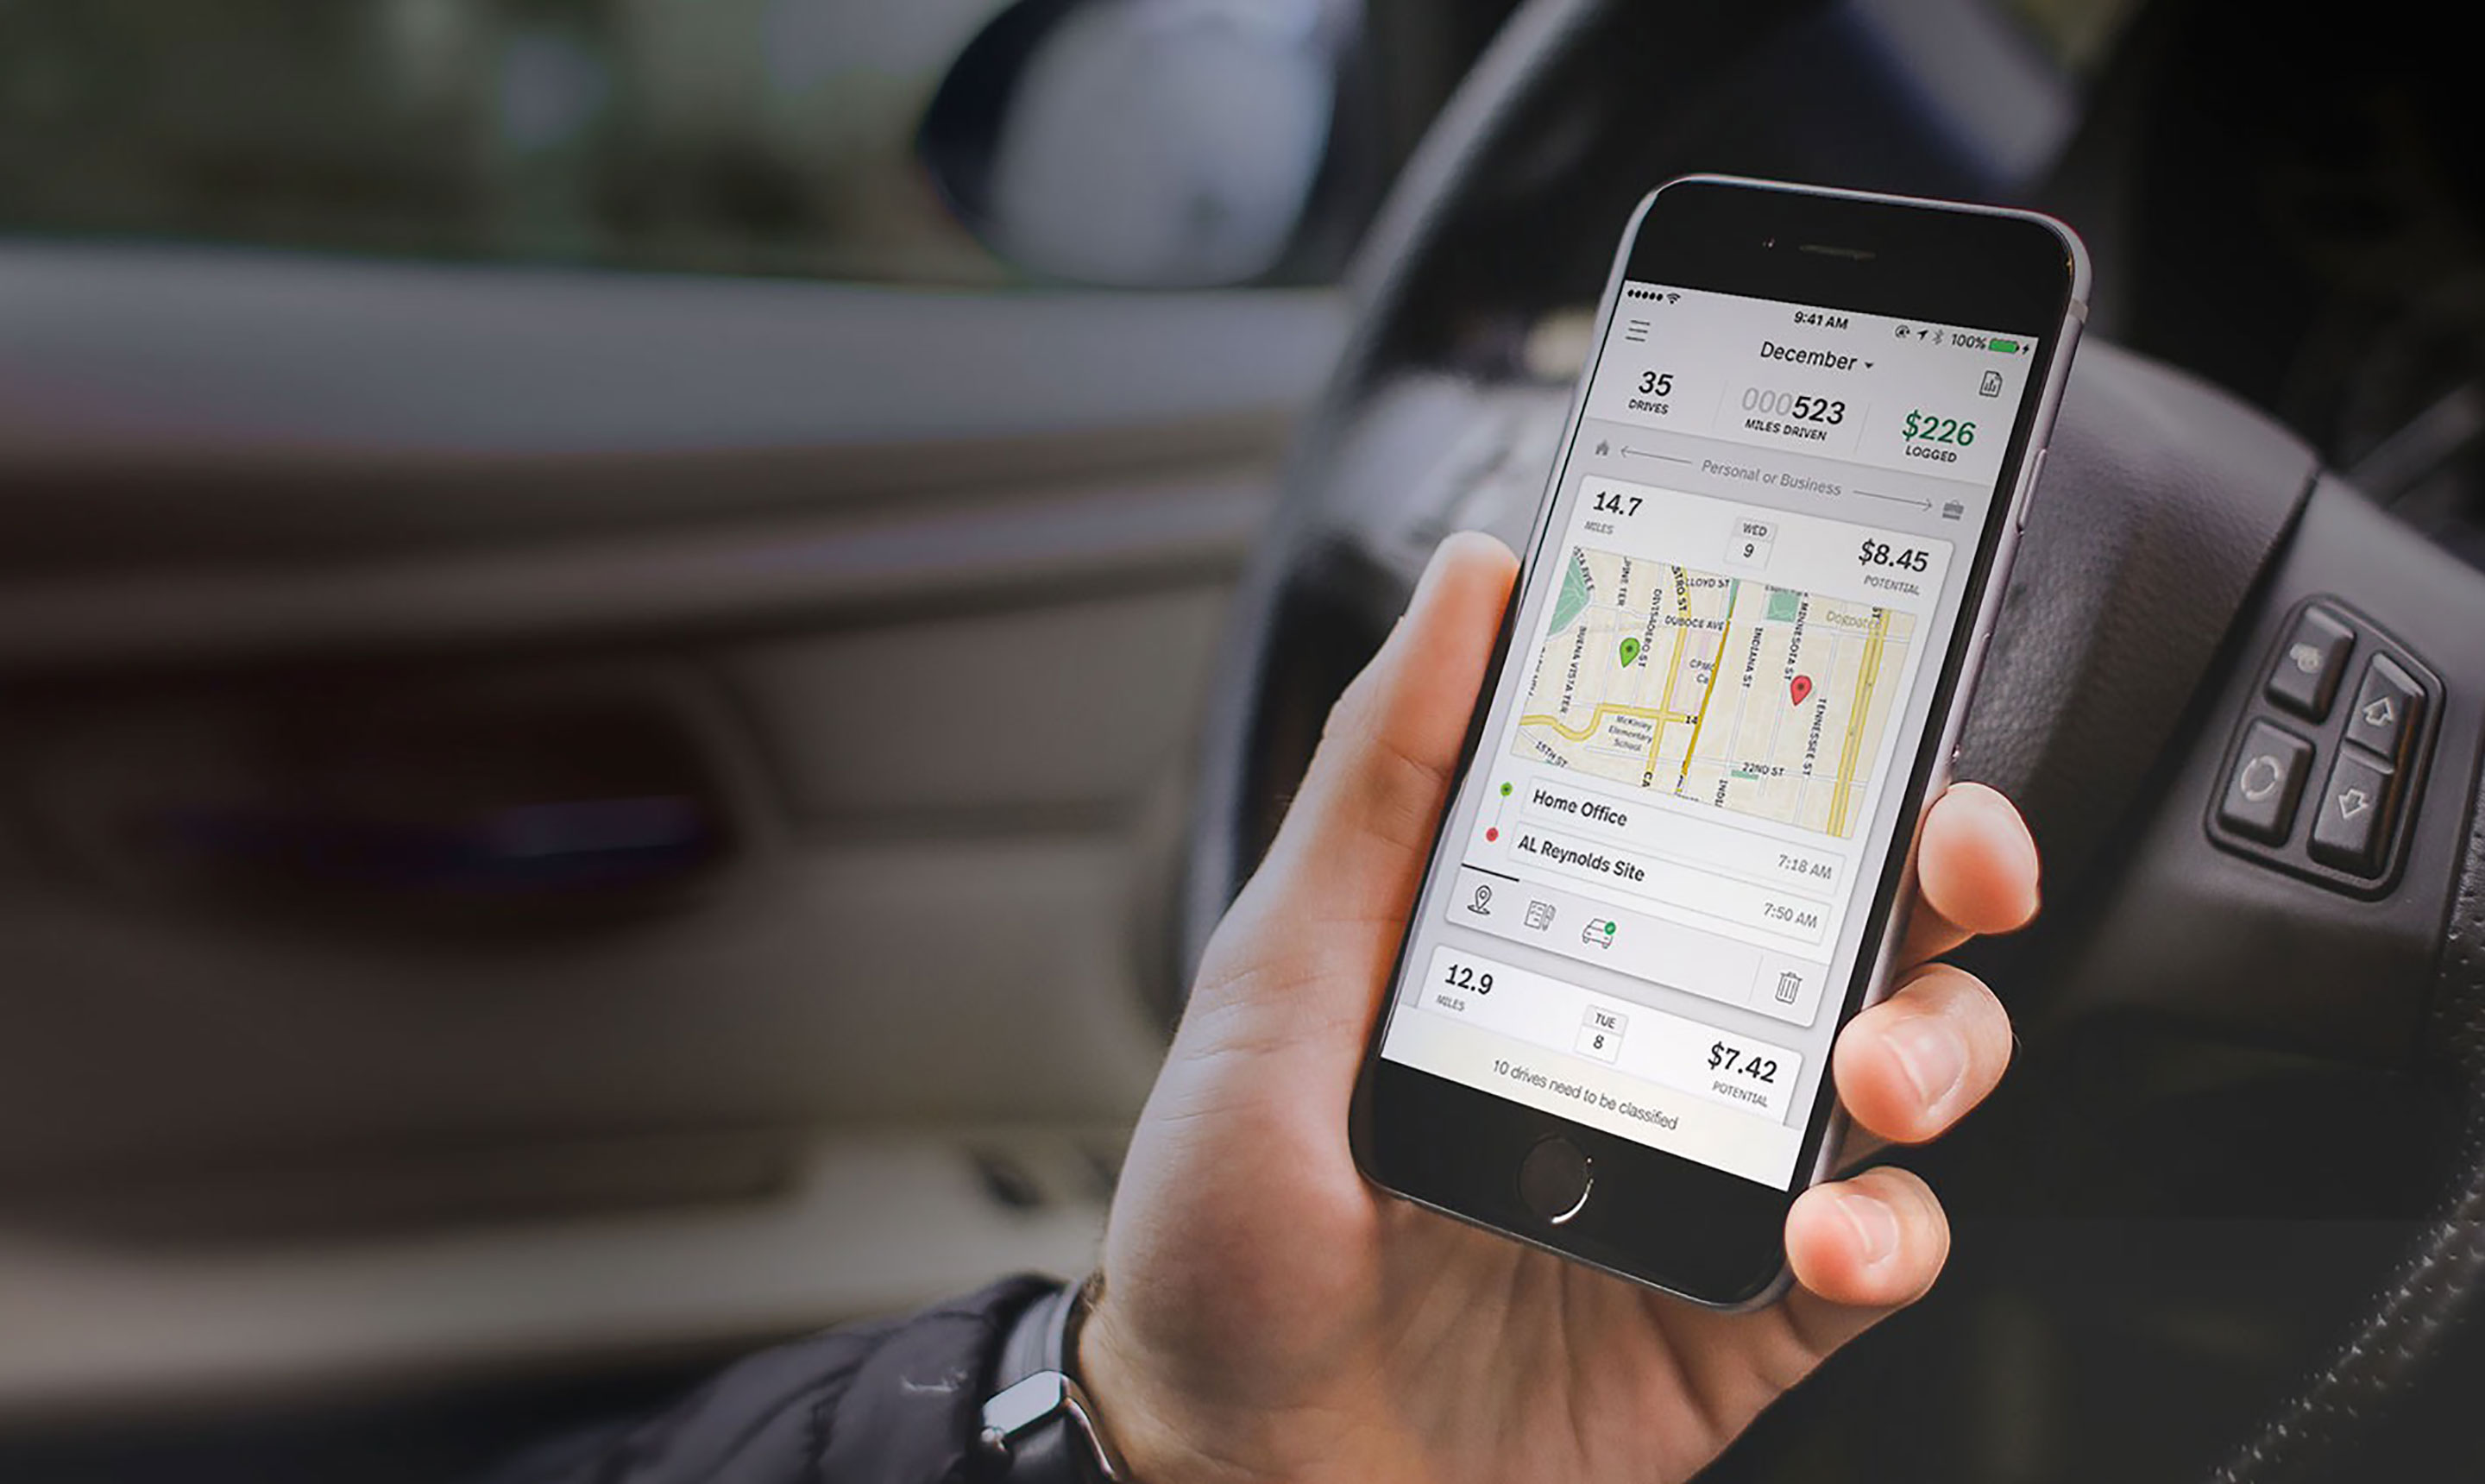 9:41 AM
100%
December
35
DRIVES
000523
MILES DRIVEN
$226
LOGGED
Personal or Business
14.7
MILES
WED
9
$8.45
POTENTIAL
LLOYD ST
DIVISADERO ST
DUBOCE AVE
BUENA VISTA TER
INDIANA ST
MINNESOTA ST
TENNESSEE ST
Dogpatch
McKinley
Elementary
School
14
15TH ST
22ND ST
Home Office
7:18 AM
AL Reynolds Site
7:50 AM
12.9
MILES
TUE
8
$7.42
POTENTIAL
10 drives need to be classified